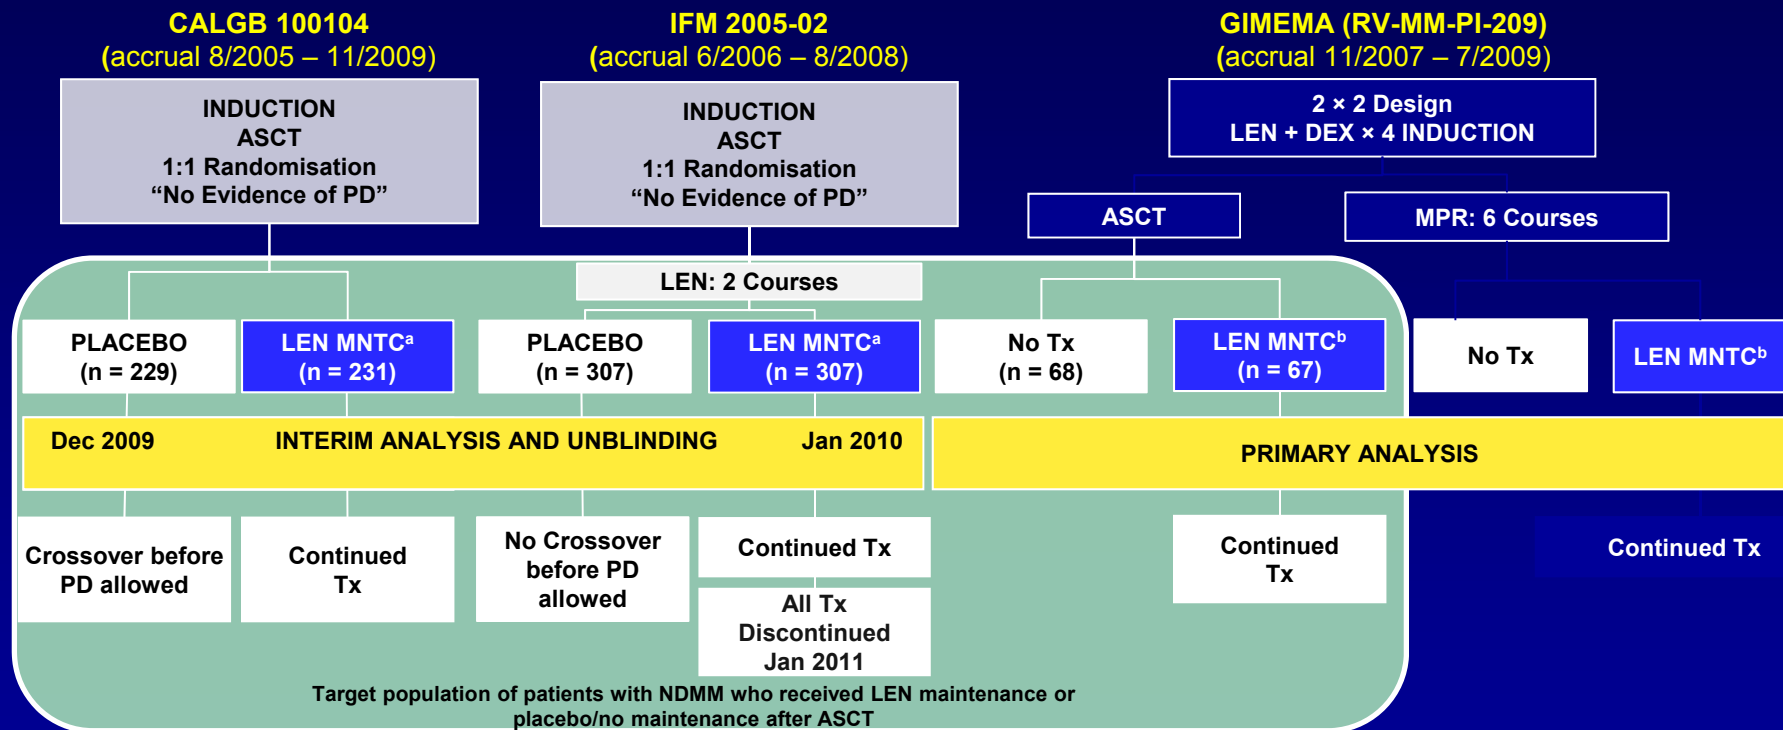 CALGB 100104
(accrual 8/2005 – 11/2009)
INDUCTION
ASCT
1:1 Randomisation
“No Evidence of PD”
IFM 2005-02
(accrual 6/2006 – 8/2008)
INDUCTION
ASCT
1:1 Randomisation
“No Evidence of PD”
GIMEMA (RV-MM-PI-209)
(accrual 11/2007 – 7/2009)
2 × 2 Design
LEN + DEX × 4 INDUCTION
ASCT
MPR: 6 Courses
LEN: 2 Courses
PLACEBO
(n = 229)
LEN MNTCᵃ
(n = 231)
PLACEBO
(n = 307)
LEN MNTCᵃ
(n = 307)
No Tx
(n = 68)
LEN MNTCᵇ
(n = 67)
No Tx
LEN MNTCᵇ
Dec 2009 INTERIM ANALYSIS AND UNBLINDING Jan 2010
PRIMARY ANALYSIS
Crossover before
PD allowed
Continued
Tx
No Crossover
before PD
allowed
Continued Tx
All Tx
Discontinued
Jan 2011
Continued
Tx
Continued Tx
Target population of patients with NDMM who received LEN maintenance or
placebo/no maintenance after ASCT